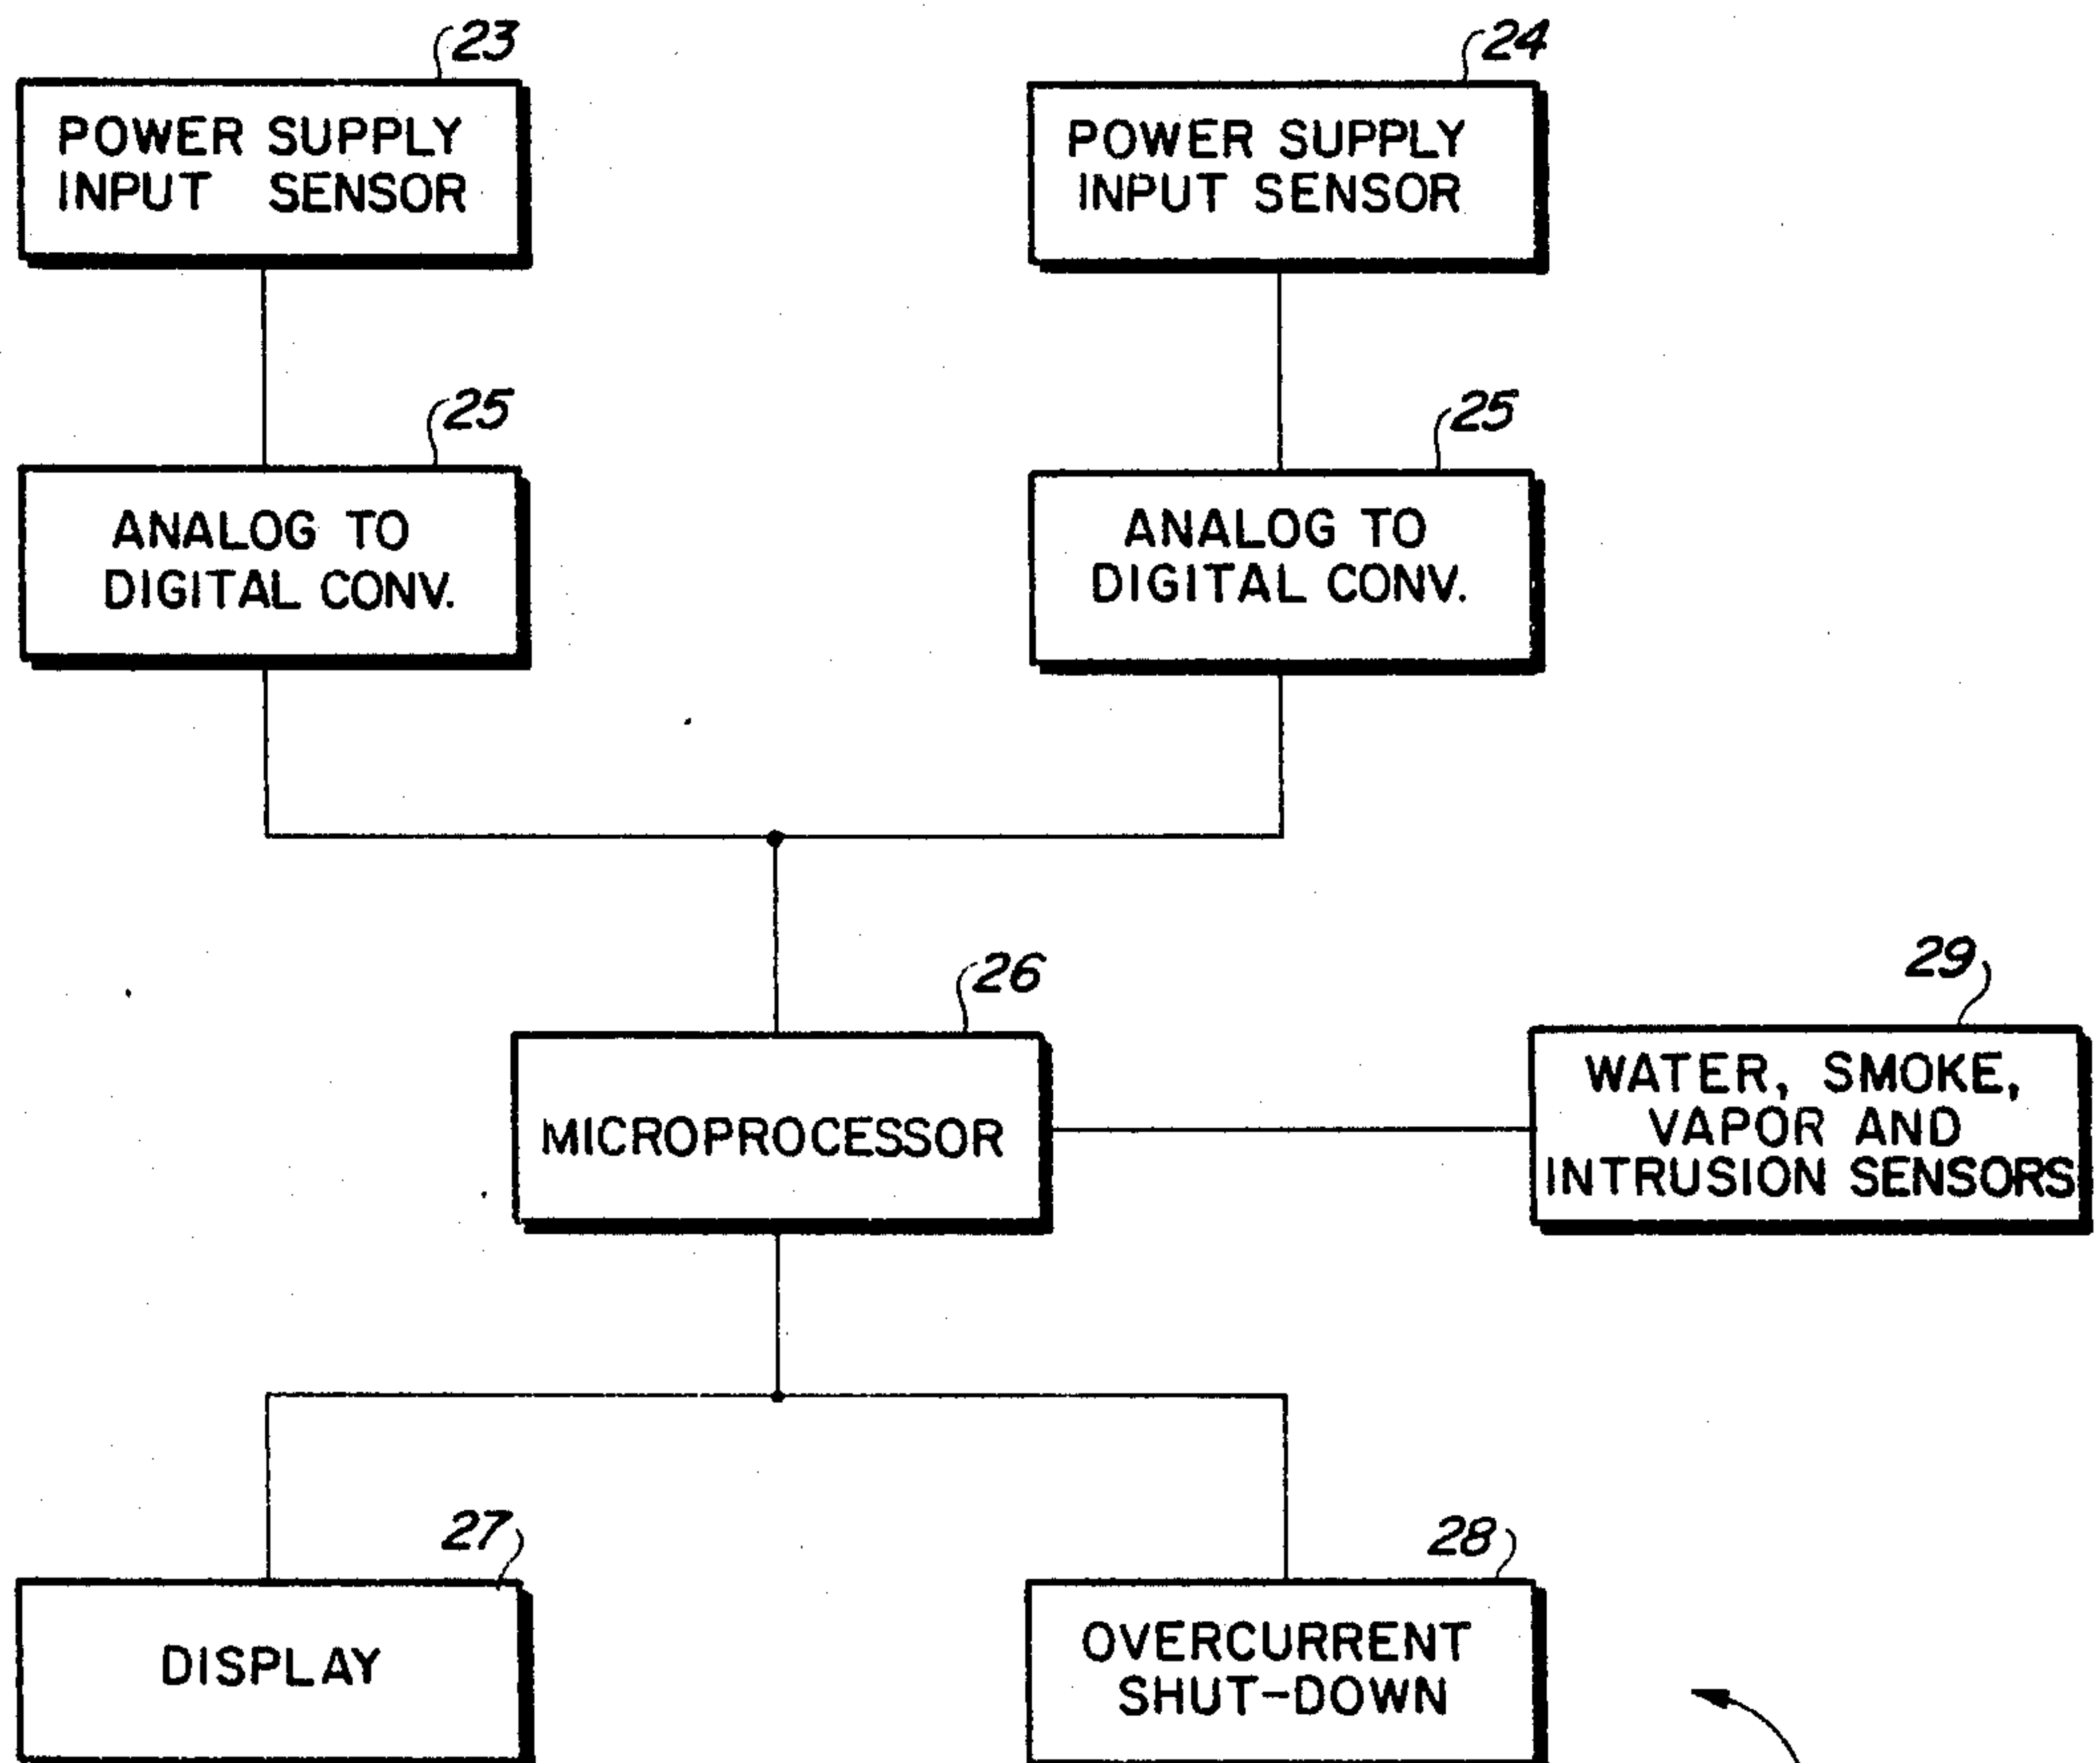 23
24
POWER SUPPLY
INPUT SENSOR
POWER SUPPLY
INPUT SENSOR
25
25
ANALOG TO
DIGITAL CONV.
ANALOG TO
DIGITAL CONV.
26
29
MICROPROCESSOR
WATER, SMOKE,
VAPOR AND
INTRUSION SENSORS
27
28
DISPLAY
OVERCURRENT
SHUT-DOWN